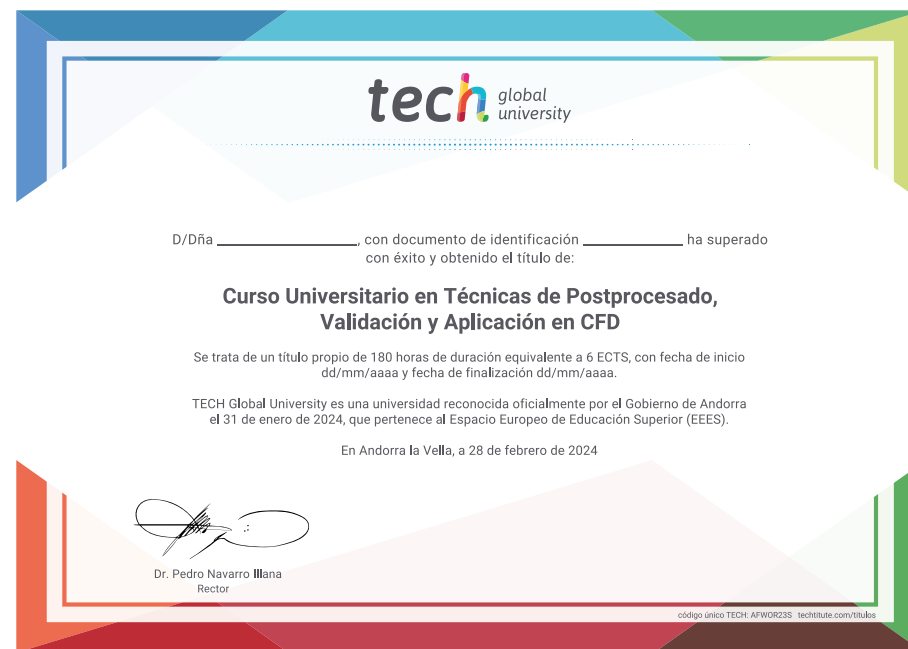 tech global university
D/Dña ________________, con documento de identificación ____________ ha superado
con éxito y obtenido el título de:
Curso Universitario en Técnicas de Postprocesado,
Validación y Aplicación en CFD
Se trata de un título propio de 180 horas de duración equivalente a 6 ECTS, con fecha de inicio
dd/mm/aaaa y fecha de finalización dd/mm/aaaa.
TECH Global University es una universidad reconocida oficialmente por el Gobierno de Andorra
el 31 de enero de 2024, que pertenece al Espacio Europeo de Educación Superior (EEES).
En Andorra la Vella, a 28 de febrero de 2024
Dr. Pedro Navarro Illana
Rector
código único TECH: AFWOR23S techtitute.com/titulos